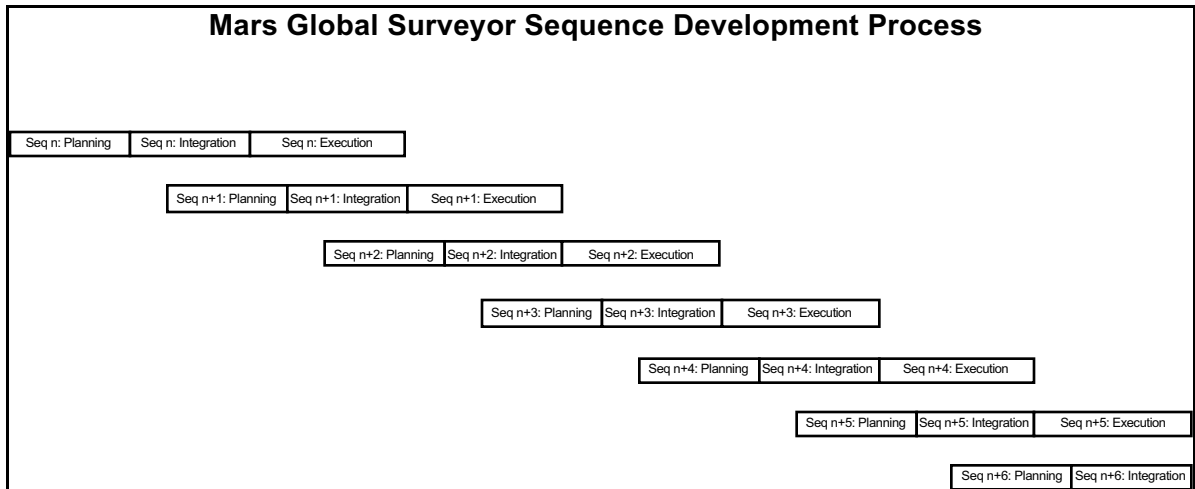 Mars Global Surveyor Sequence Development Process
Seq n: Planning Seq n: Integration Seq n: Execution
Seq n+1: Planning Seq n+1: Integration Seq n+1: Execution
Seq n+2: Planning Seq n+2: Integration Seq n+2: Execution
Seq n+3: Planning Seq n+3: Integration Seq n+3: Execution
Seq n+4: Planning Seq n+4: Integration Seq n+4: Execution
Seq n+5: Planning Seq n+5: Integration Seq n+5: Execution
Seq n+6: Planning Seq n+6: Integration